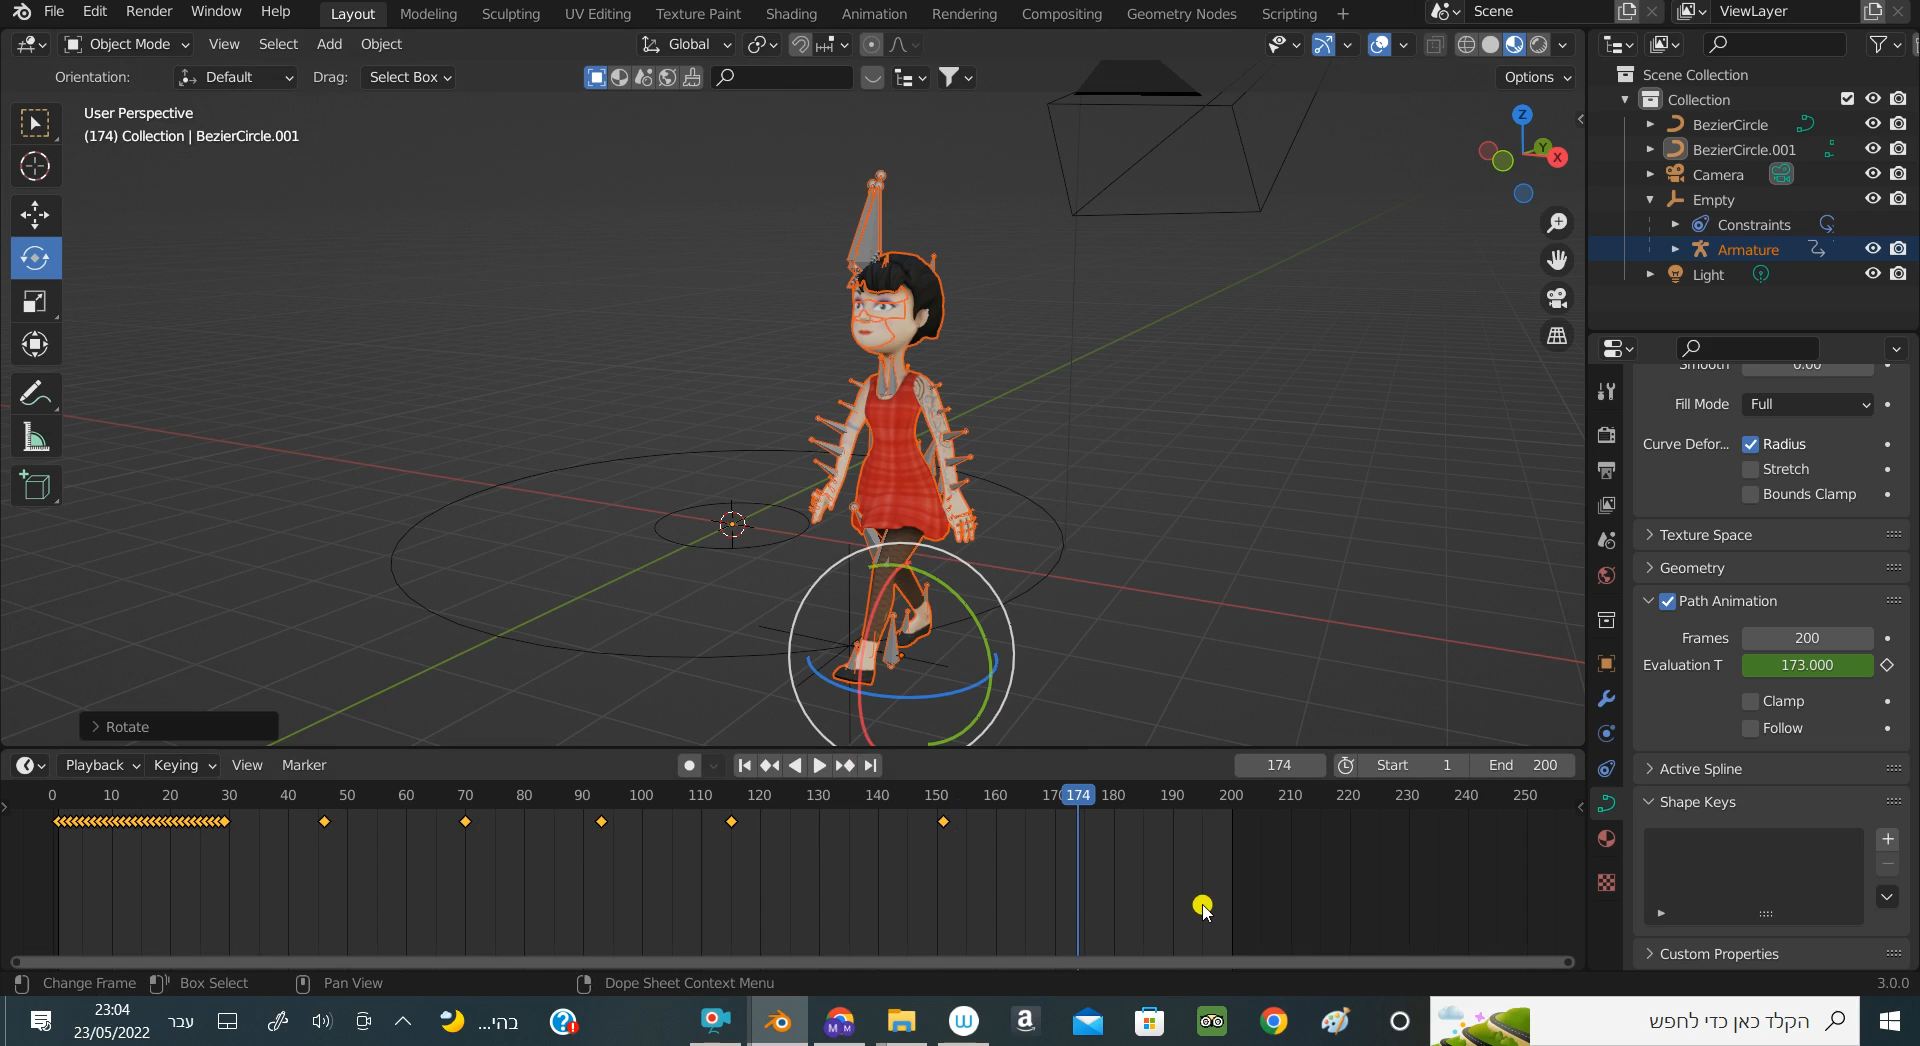 File Edit Render Window Help Layout Modeling Sculpting UV Editing Texture Paint Shading Animation Rendering Compositing Geometry Nodes Scripting + Scene ViewLayer
Object Mode View Select Add Object Global
Orientation: Default Drag: Select Box Options
User Perspective
(174) Collection | BezierCircle.001
Z
Y
X
Rotate
Scene Collection
Collection
BezierCircle
BezierCircle.001
Camera
Empty
Constraints
Armature
Light
Smooth 0.00
Fill Mode Full
Curve Defor... Radius
Stretch
Bounds Clamp
Texture Space
Geometry
Path Animation
Frames 200
Evaluation T 173.000
Clamp
Follow
Active Spline
Shape Keys
Custom Properties
Playback Keying View Marker 174 Start 1 End 200
0 10 20 30 40 50 60 70 80 90 100 110 120 130 140 150 160 174 180 190 200 210 220 230 240 250
Change Frame Box Select Pan View Dope Sheet Context Menu 3.0.0
23:04
23/05/2022
עבר
בהי...
הקלד כאן כדי לחפש